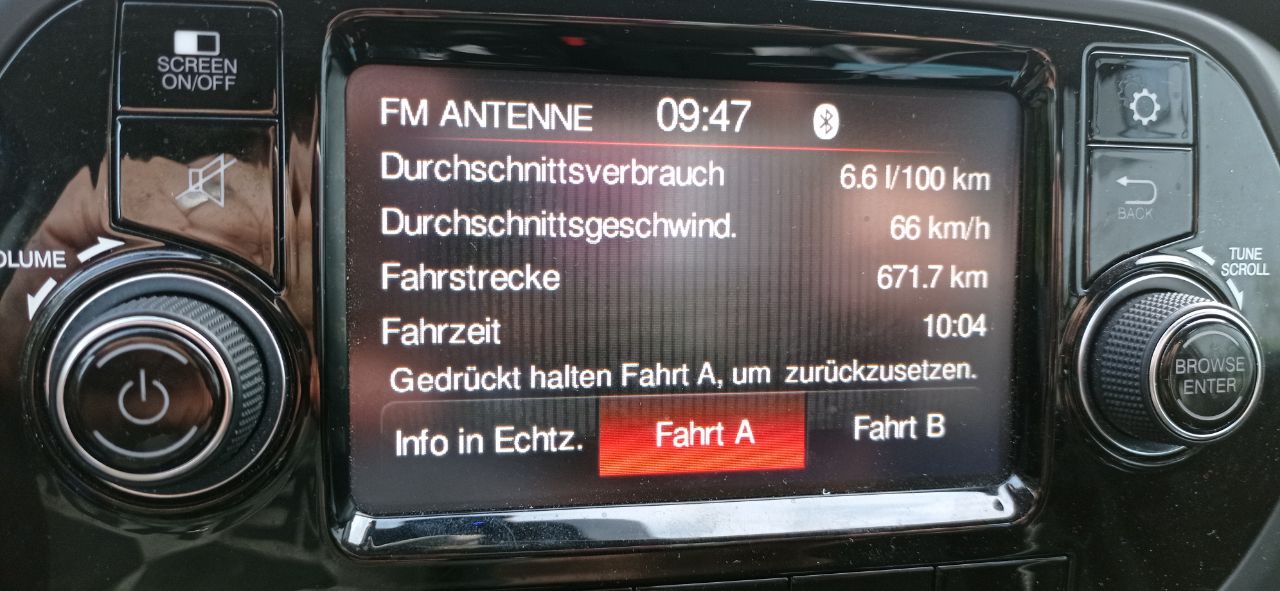 SCREEN
ON/OFF
OLUME
FM ANTENNE 09:47
Durchschnittsverbrauch 6.6 l/100 km
Durchschnittsgeschwind. 66 km/h
Fahrstrecke 671.7 km
Fahrzeit 10:04
Gedrückt halten Fahrt A, um zurückzusetzen.
Info in Echtz. Fahrt A Fahrt B
BACK
TUNE
SCROLL
BROWSE
ENTER